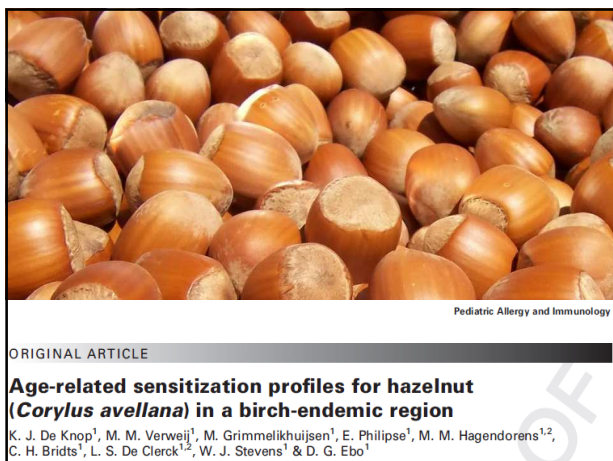 Pediatric Allergy and Immunology
ORIGINAL ARTICLE
Age-related sensitization profiles for hazelnut
(Corylus avellana) in a birch-endemic region
K. J. De Knop1, M. M. Verweij1, M. Grimmelikhuijsen1, E. Philipse1, M. M. Hagendorens1,2,
C. H. Bridts1, L. S. De Clerck1,2, W. J. Stevens1 & D. G. Ebo1
OF